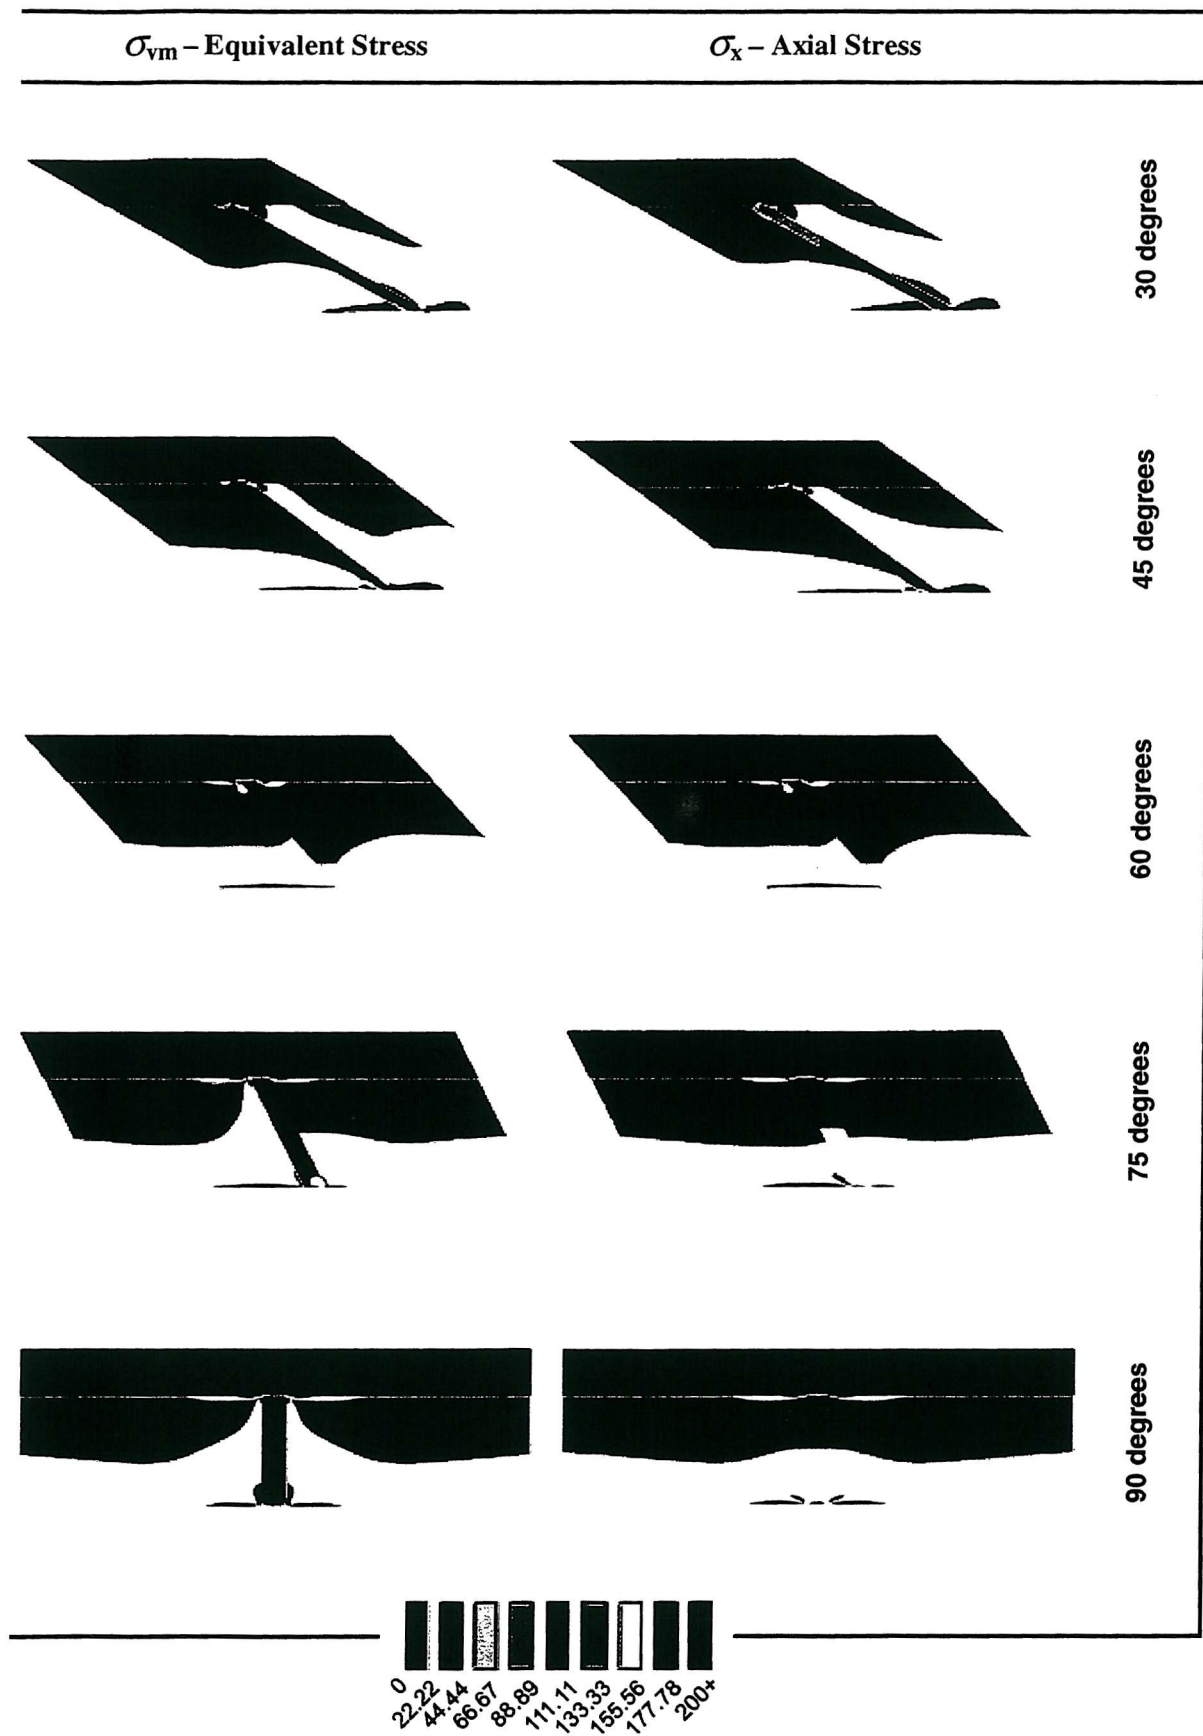 σvm – Equivalent Stress
σx – Axial Stress
30 degrees
45 degrees
60 degrees
75 degrees
90 degrees
0
22.22
44.44
66.67
88.89
111.11
133.33
155.56
177.78
200+